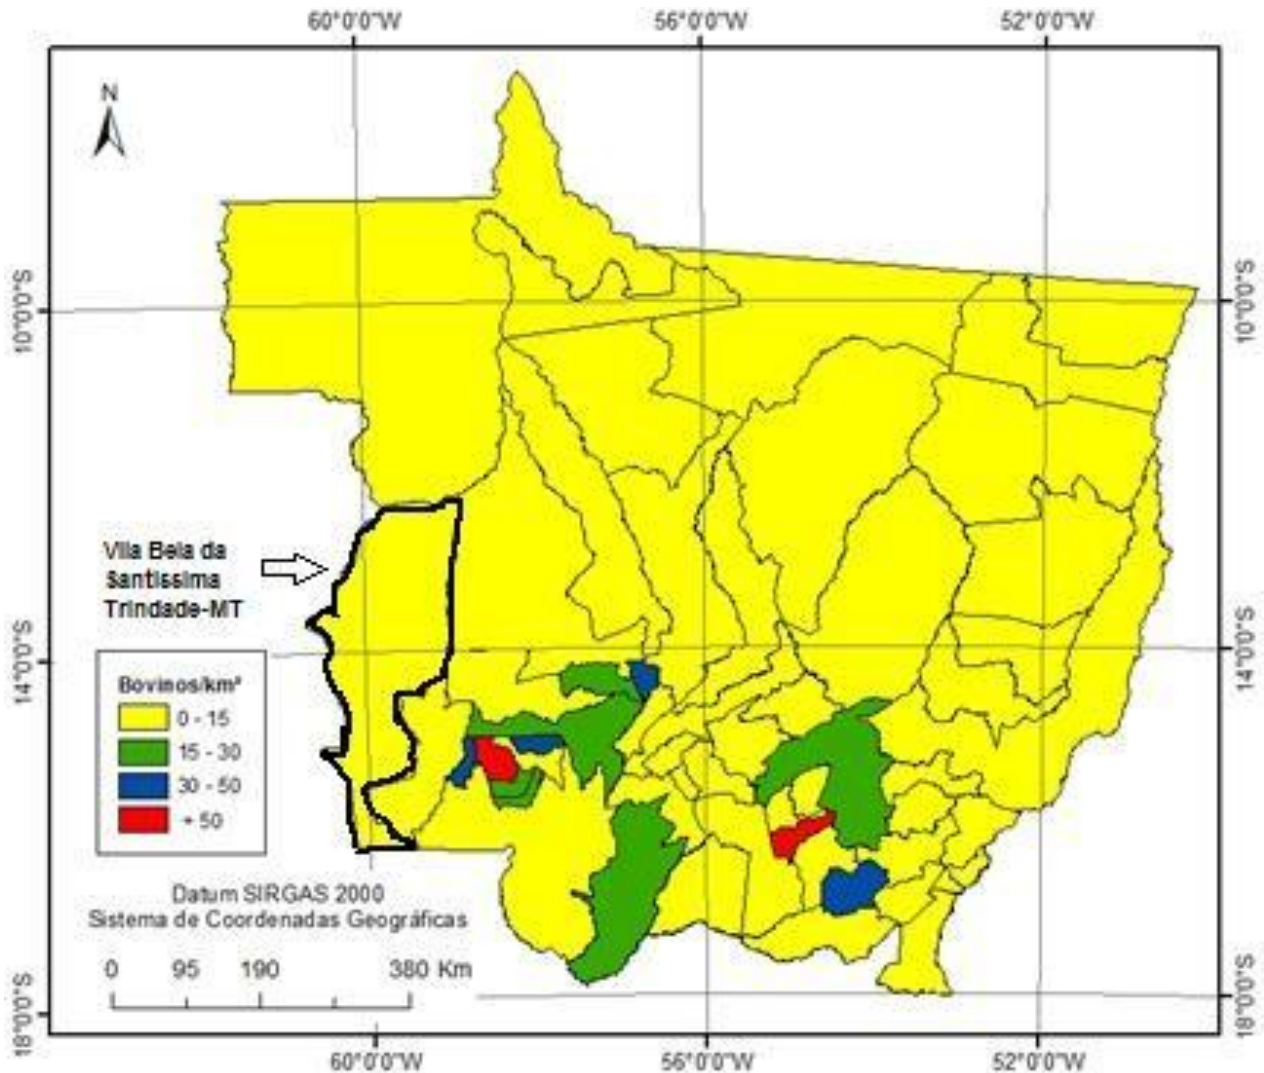 60°0'0"W
56°0'0"W
52°0'0"W
N
10°0'0"S
10°0'0"S
Vila Bela da
Santissima
Trindade-MT
14°0'0"S
14°0'0"S
Bovinos/km²
0 - 15
15 - 30
30 - 50
+ 50
Datum SIRGAS 2000
Sistema de Coordenadas Geográficas
0 95 190 380 Km
18°0'0"S
18°0'0"S
60°0'0"W
56°0'0"W
52°0'0"W